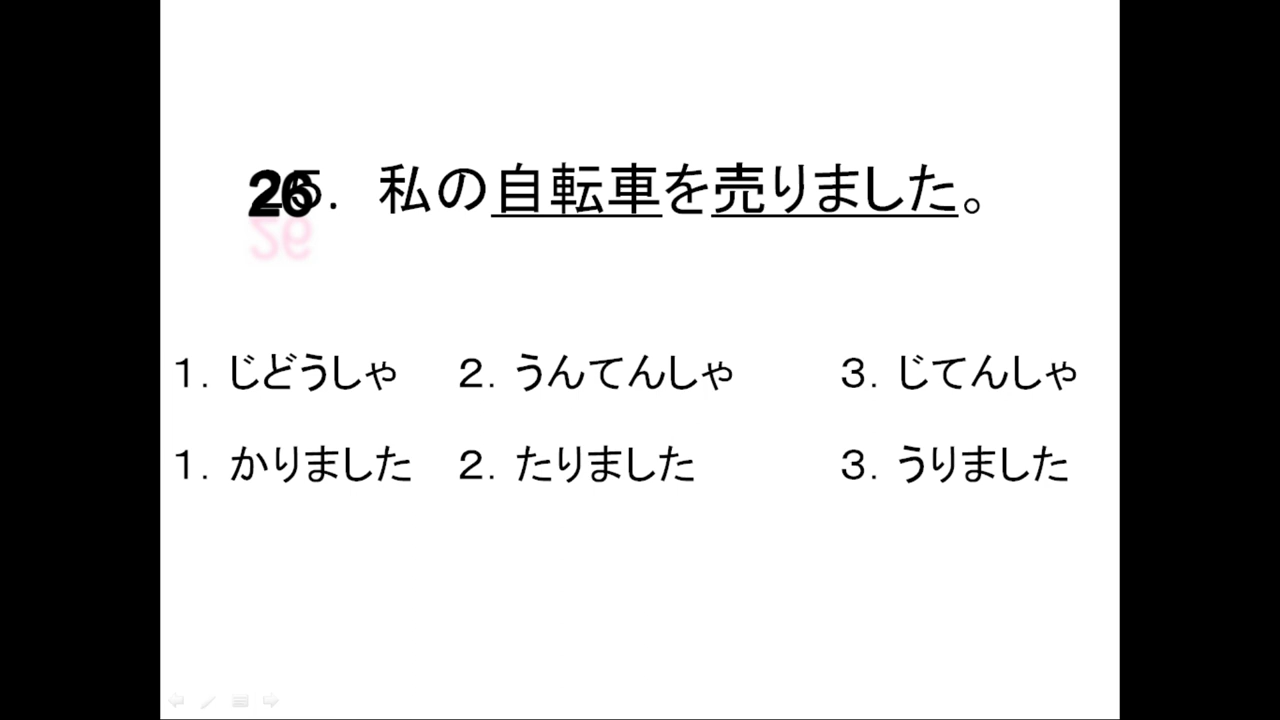 26. 私の自転車を売りました。
1. じどうしゃ 2. うんてんしゃ 3. じてんしゃ
1. かりました 2. たりました 3. うりました